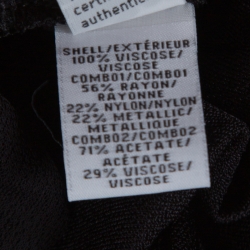 authentic
SHELL/EXTÉRIEUR
100% VISCOSE/
VISCOSE
COMBO1/COMBO1
56% RAYON/
RAYONNE
22% NYLON/NYLON
22% METALLIC/
METALLIQUE
COMBO2/COMBO2
71% ACETATE/
ACÉTATE
29% VISCOSE/
VISCOSE